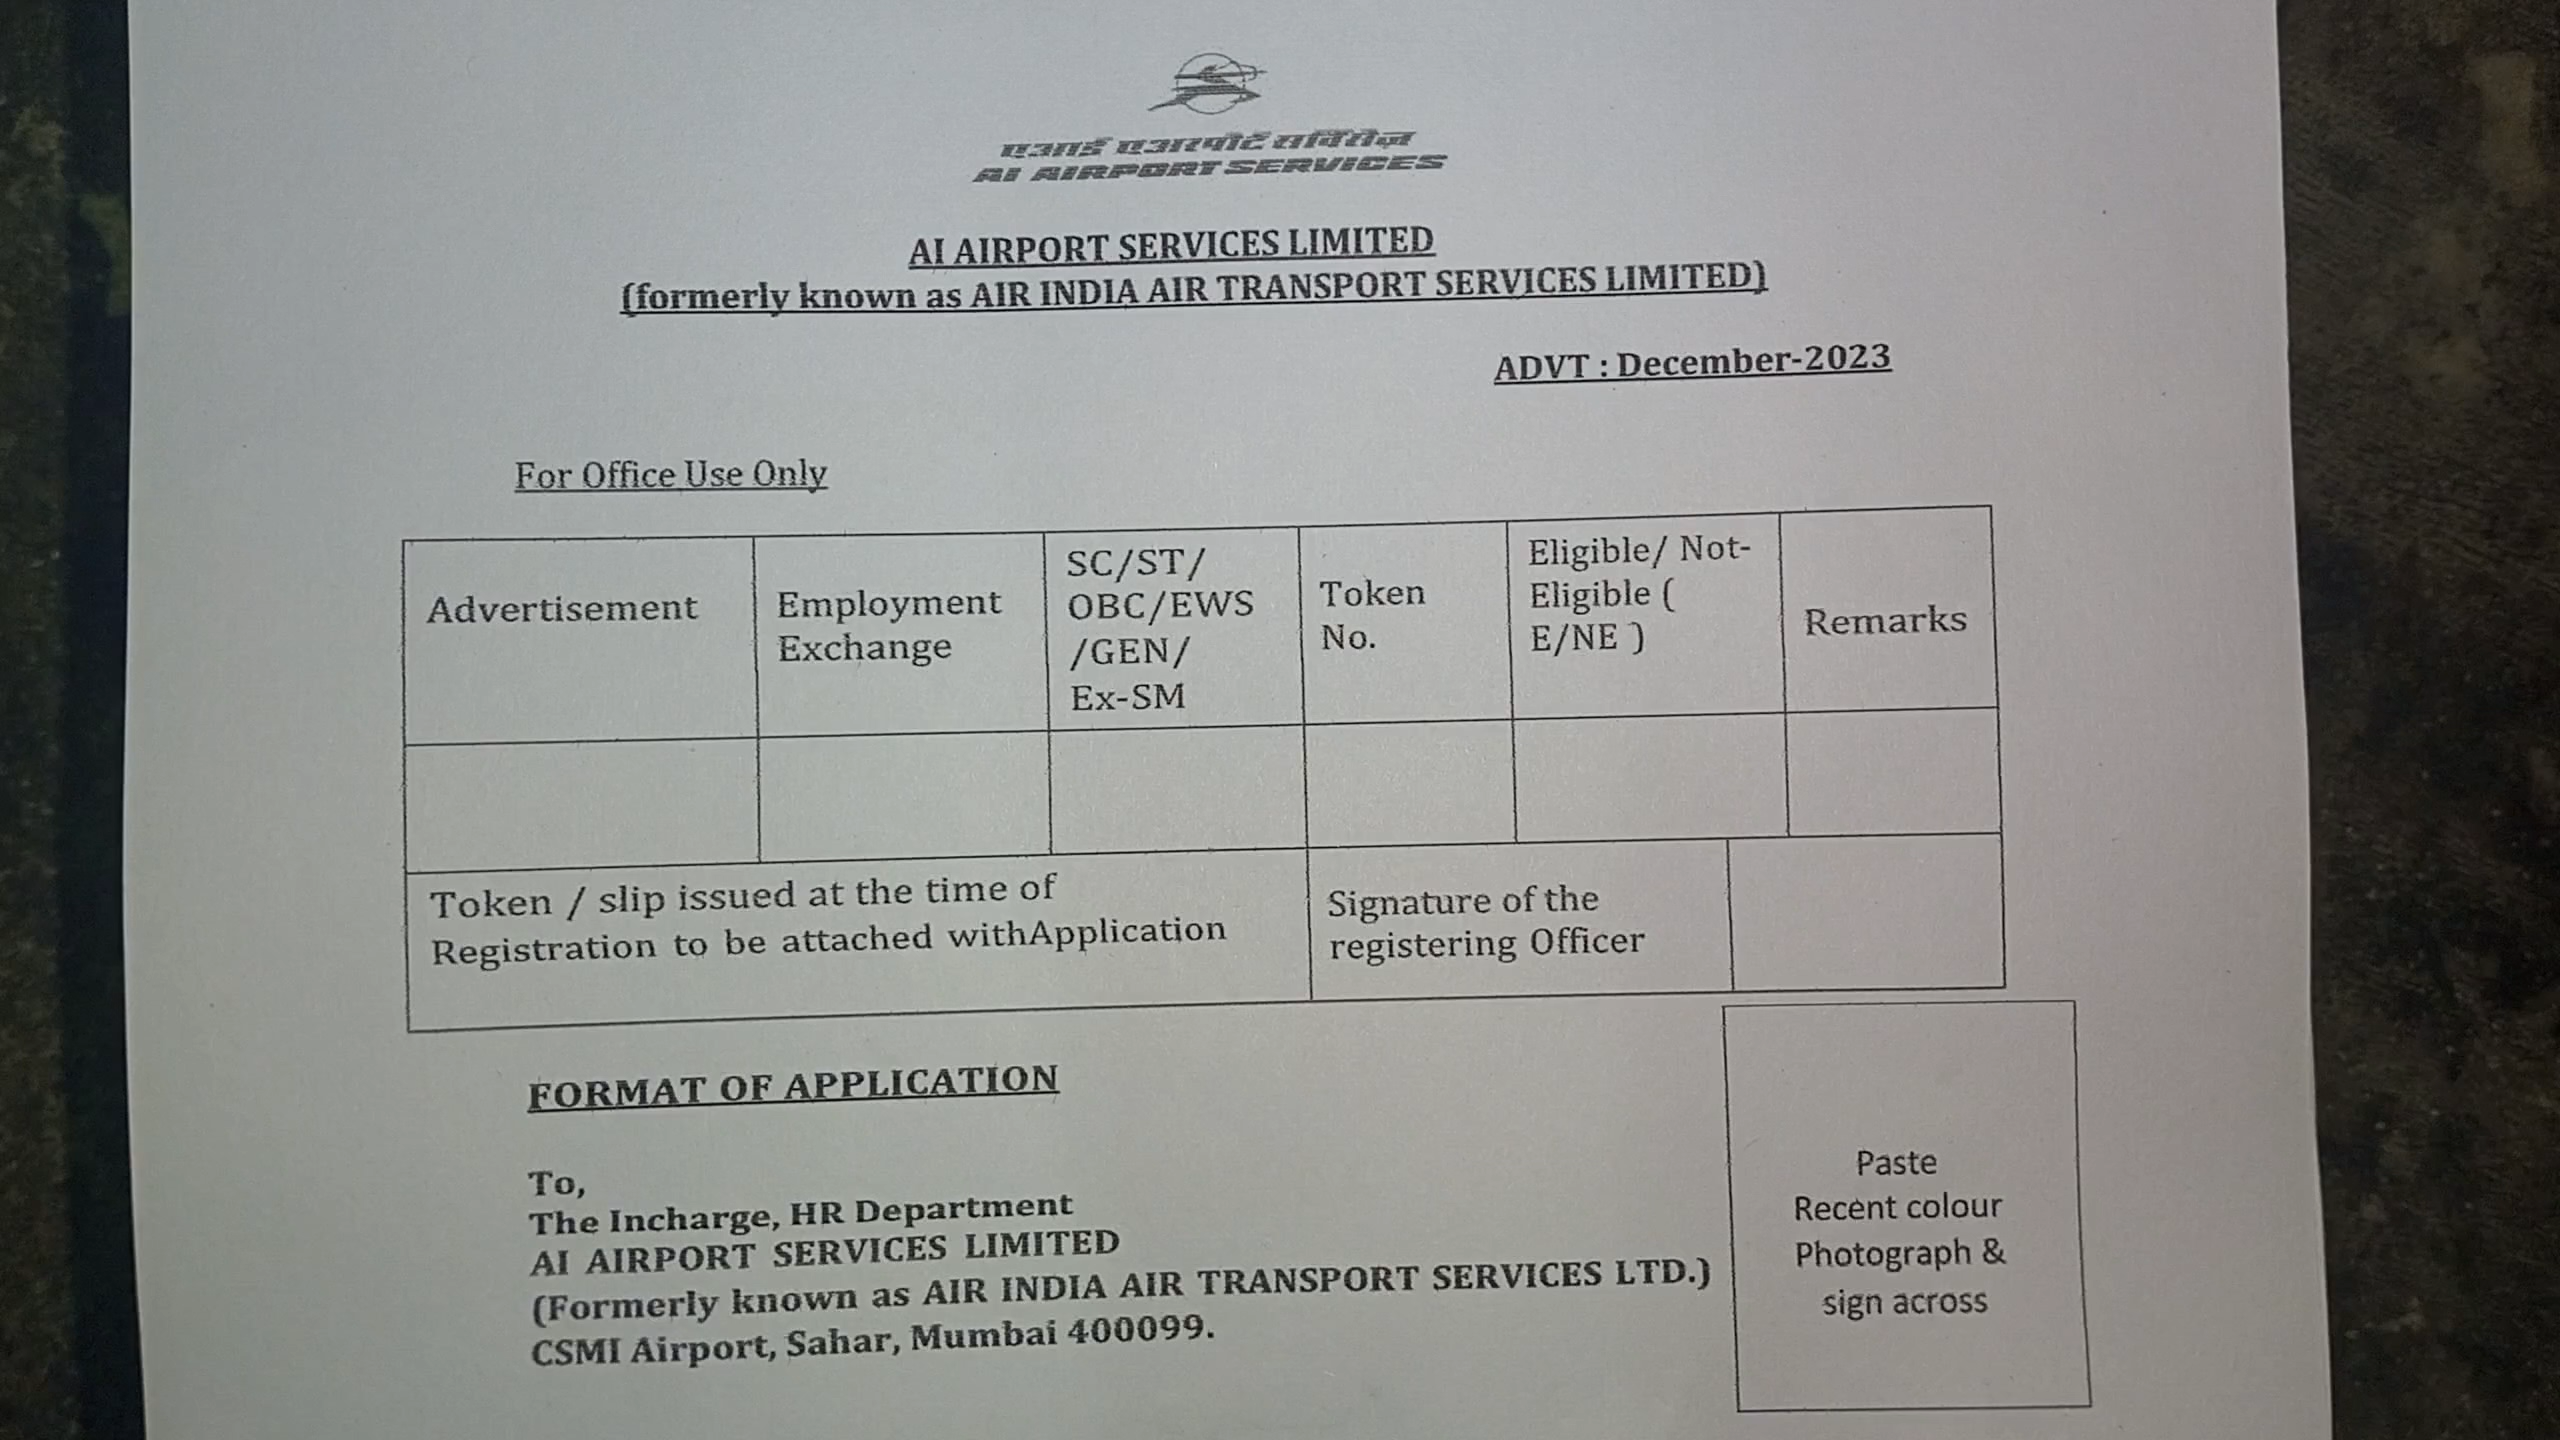 एआई एअरपोर्ट सर्विसेज़
AI AIRPORT SERVICES
AI AIRPORT SERVICES LIMITED
(formerly known as AIR INDIA AIR TRANSPORT SERVICES LIMITED)
ADVT : December-2023
For Office Use Only
Advertisement
Employment
Exchange
SC/ST/
OBC/EWS
/GEN/
Ex-SM
Token
No.
Eligible/ Not-
Eligible (
E/NE )
Remarks
Token / slip issued at the time of
Registration to be attached withApplication
Signature of the
registering Officer
FORMAT OF APPLICATION
To,
The Incharge, HR Department
AI AIRPORT SERVICES LIMITED
(Formerly known as AIR INDIA AIR TRANSPORT SERVICES LTD.)
CSMI Airport, Sahar, Mumbai 400099.
Paste
Recent colour
Photograph &
sign across